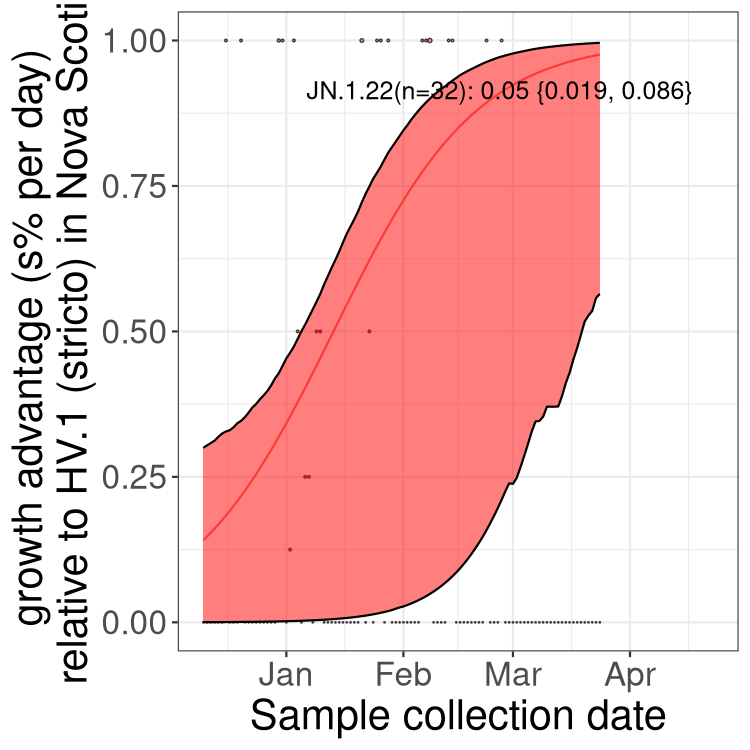 growth advantage (s% per day)
relative to HV.1 (stricto) in Nova Scoti
1.00
JN.1.22(n=32): 0.05 {0.019, 0.086}
0.75
0.50
0.25
0.00
Jan Feb Mar Apr
Sample collection date